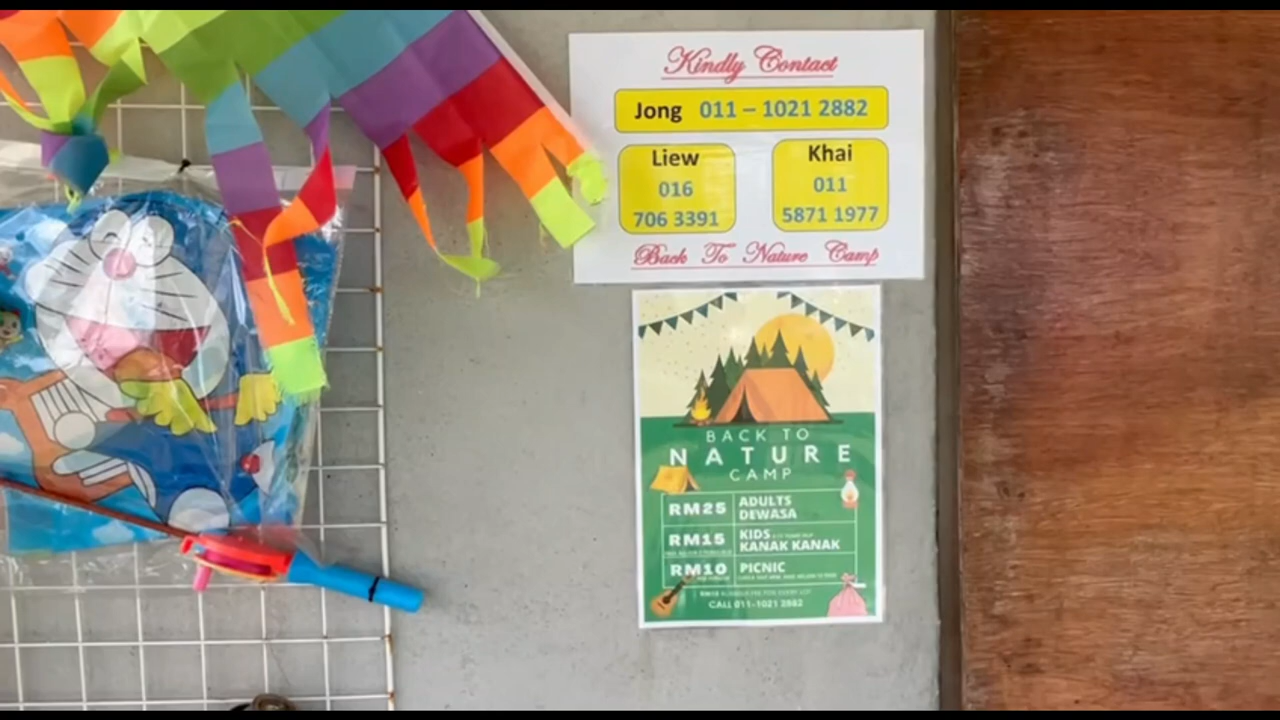 Kindly Contact
Jong 011 – 1021 2882
Liew
016
706 3391
Khai
011
5871 1977
Back To Nature Camp
BACK TO
NATURE
CAMP
RM25 ADULTS
DEWASA
RM15 KIDS
KANAK KANAK
RM10 PICNIC
CALL 011-1021 2882